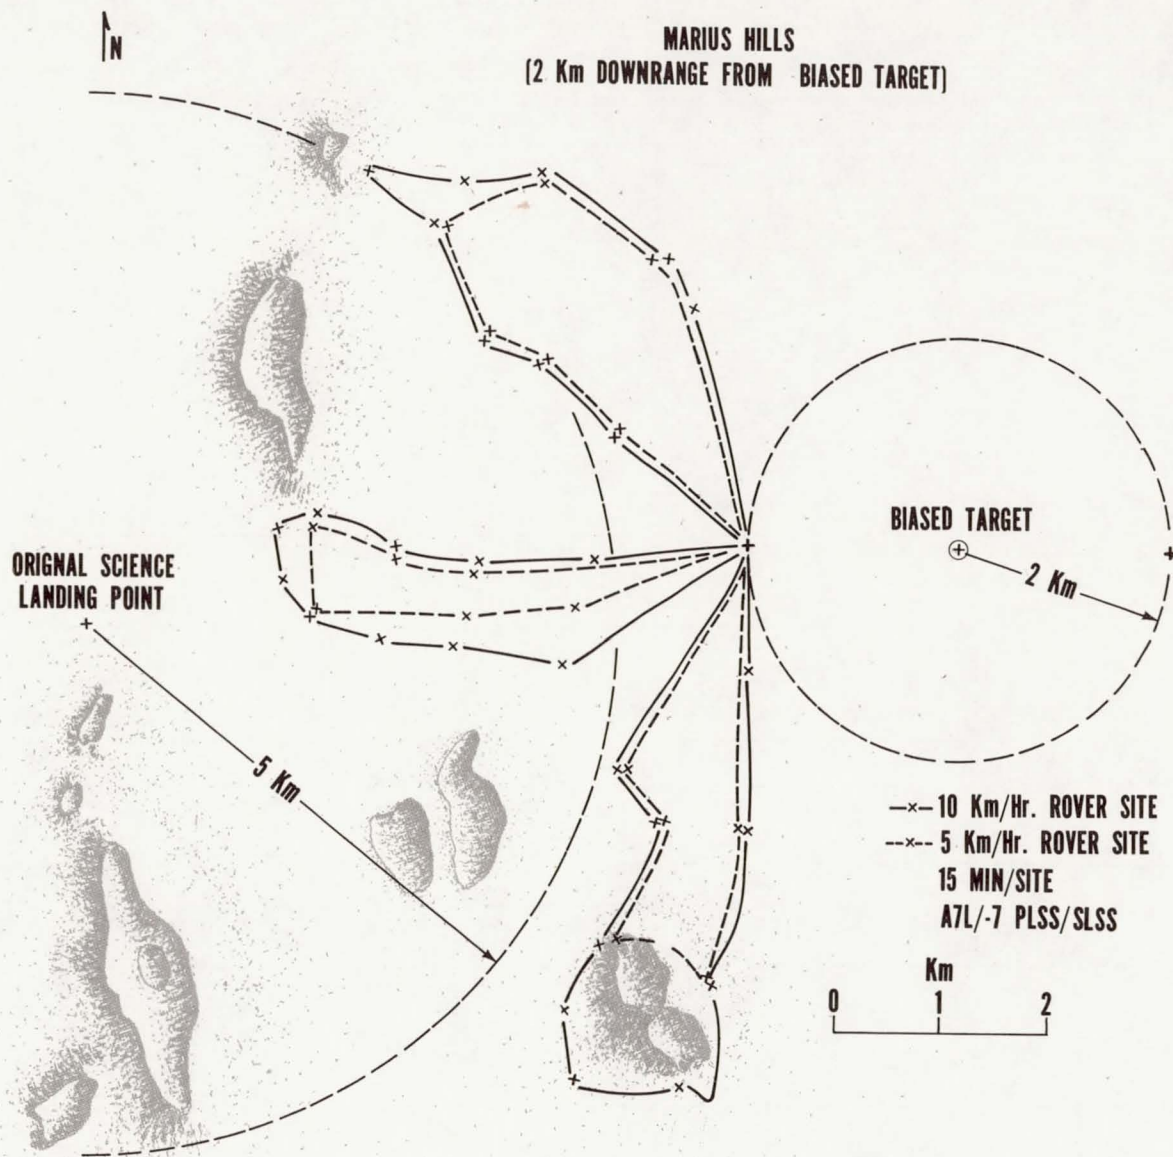 N
MARIUS HILLS
(2 Km DOWNRANGE FROM BIASED TARGET)
BIASED TARGET
2 Km
ORIGNAL SCIENCE
LANDING POINT
5 Km
—x— 10 Km/Hr. ROVER SITE
--x-- 5 Km/Hr. ROVER SITE
15 MIN/SITE
A7L/-7 PLSS/SLSS
Km
0 1 2